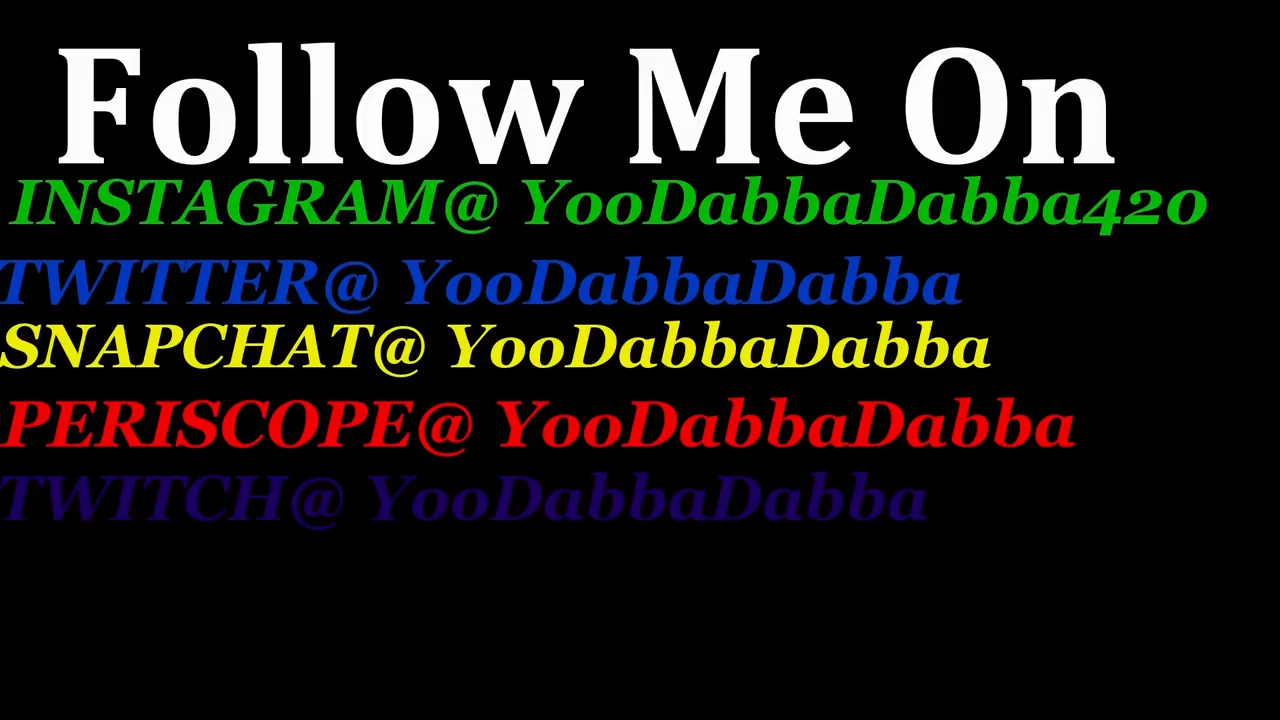 Follow Me On
INSTAGRAM@ YooDabbaDabba420
TWITTER@ YooDabbaDabba
SNAPCHAT@ YooDabbaDabba
PERISCOPE@ YooDabbaDabba
TWITCH@ YooDabbaDabba